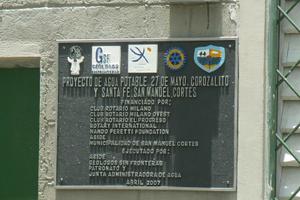 PROYECTO DE AGUA POTABLE 27 DE MAYO, COROZALITO
Y SANTA FE, SAN MANUEL, CORTES
FINANCIADO POR:
CLUB ROTARIO MILANO
CLUB ROTARIO MILANO OVEST
CLUB ROTARIO EL PROGRESO
ROTARY INTERNATIONAL
NANDO PERETTI FOUNDATION
ASIDE
MUNICIPALIDAD DE SAN MANUEL CORTES
EJECUTADO POR:
ASIDE
GEOLOGOS SIN FRONTERAS
PATRONATO Y
JUNTA ADMINISTRADORA DE AGUA
ABRIL 2007